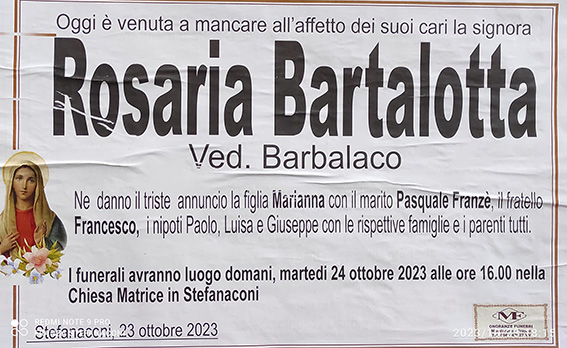 Oggi è venuta a mancare all'affetto dei suoi cari la signora
Rosaria Bartalotta
Ved. Barbalaco
Ne danno il triste annuncio la figlia Marianna con il marito Pasquale Franzè, il fratello
Francesco, i nipoti Paolo, Luisa e Giuseppe con le rispettive famiglie e i parenti tutti.
I funerali avranno luogo domani, martedi 24 ottobre 2023 alle ore 16.00 nella
Chiesa Matrice in Stefanaconi
Stefanaconi, 23 ottobre 2023
MF
ONORANZE FUNEBRI
REDMI NOTE 9 PRO